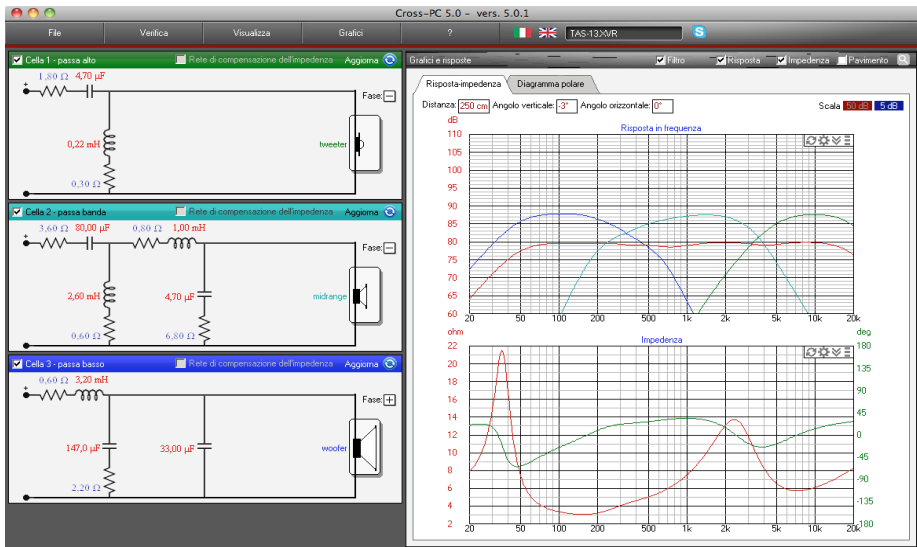 Cross-PC 5.0 - vers. 5.0.1
File Verifica Visualizza Grafici ? TAS-13.XVR
Cella 1 - passa alto Rete di compensazione dell'impedenza Aggiorna
1,80 Ω 4,70 µF
Fase:
0,22 mH
tweeter
0,30 Ω
Cella 2 - passa banda Rete di compensazione dell'impedenza Aggiorna
3,60 Ω 80,00 µF 0,80 Ω 1,00 mH
Fase:
2,60 mH 4,70 µF
midrange
0,60 Ω 6,80 Ω
Cella 3 - passa basso Rete di compensazione dell'impedenza Aggiorna
0,60 Ω 3,20 mH
Fase:
147,0 µF 33,00 µF
woofer
2,20 Ω
Grafici e risposte Filtro Risposta Impedenza Pavimento
Risposta-impedenza Diagramma polare
Distanza: 250 cm Angolo verticale: -3° Angolo orizzontale: 0° Scala 50 dB 5 dB
dB
Risposta in frequenza
110
105
100
95
90
85
80
75
70
65
60
20 50 100 200 500 1k 2k 5k 10k 20k
ohm Impedenza deg
22 180
20
18 135
16 90
14 45
12 0
10
8 -45
6 -90
4 -135
2 -180
20 50 100 200 500 1k 2k 5k 10k 20k